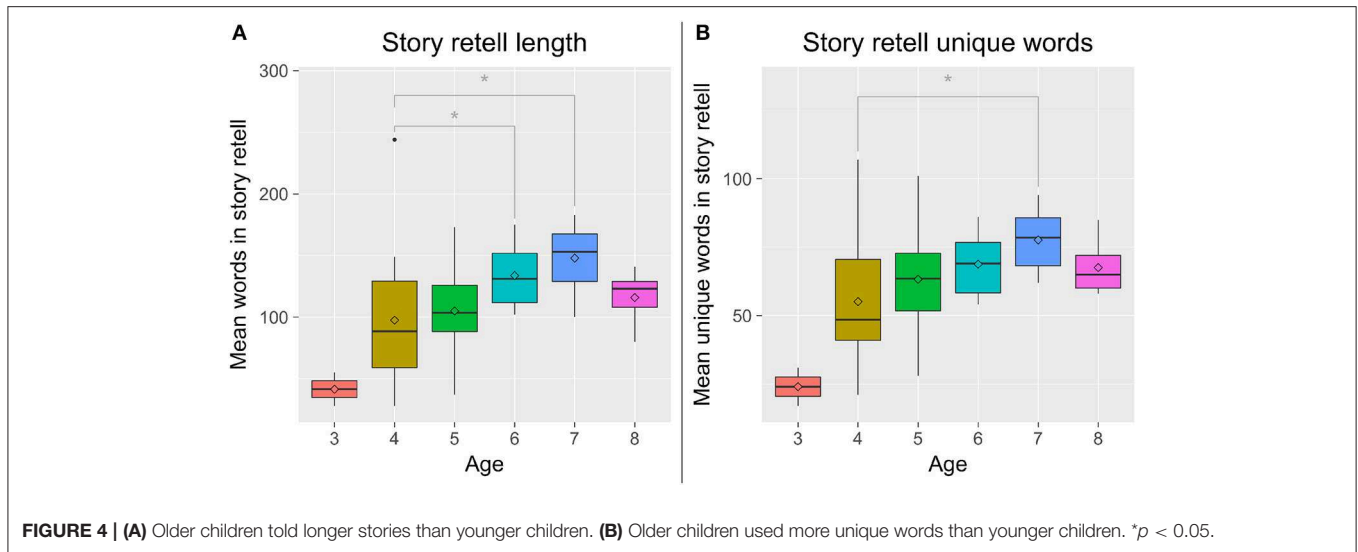 A
Story retell length
Mean words in story retell
300
200
100
*
*
3 4 5 6 7 8
Age
B
Story retell unique words
Mean unique words in story retell
100
50
*
3 4 5 6 7 8
Age
FIGURE 4 | (A) Older children told longer stories than younger children. (B) Older children used more unique words than younger children. *p < 0.05.